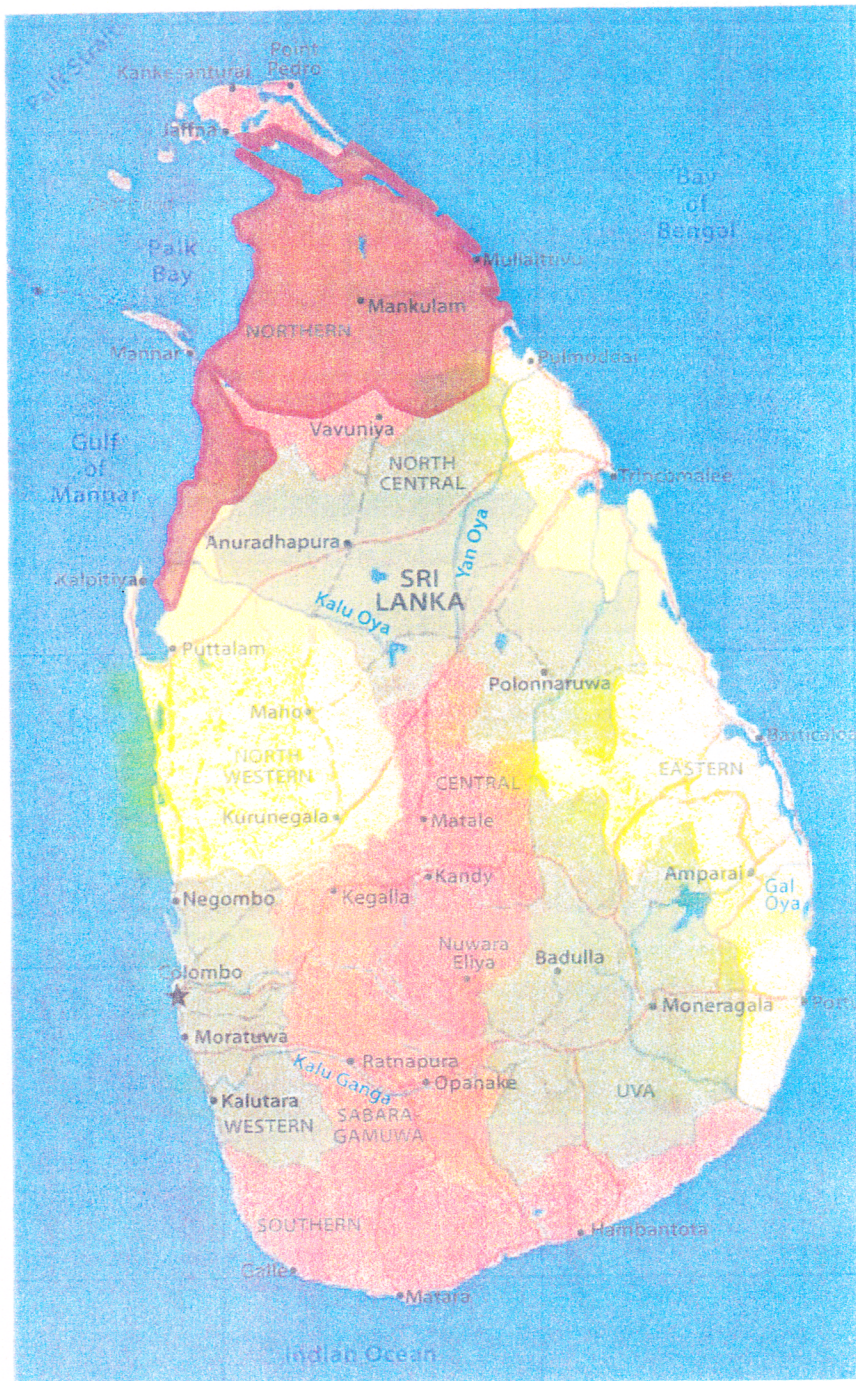 Palk Strait
Point
Pedro
Kankesanturai
Jaffna
Bay
of
Bengal
Palk
Bay
Mullaittivu
Mankulam
NORTHERN
Mannar
Pulmoddai
Vavuniya
Gulf
of
Mannar
NORTH
CENTRAL
Trincomalee
Anuradhapura
Yan Oya
Kalpitiya
SRI
LANKA
Kalu Oya
Puttalam
Polonnaruwa
Maho
Batticaloa
NORTH
WESTERN
CENTRAL
EASTERN
Kurunegala
Matale
Kandy
Amparai
Gal
Oya
Negombo
Kegalla
Nuwara
Eliya
Badulla
Colombo
Moneragala
Moratuwa
Ratnapura
Kalu Ganga
Opanake
Kalutara
WESTERN
SABARA-
GAMUWA
UVA
SOUTHERN
Hambantota
Galle
Matara
Indian Ocean